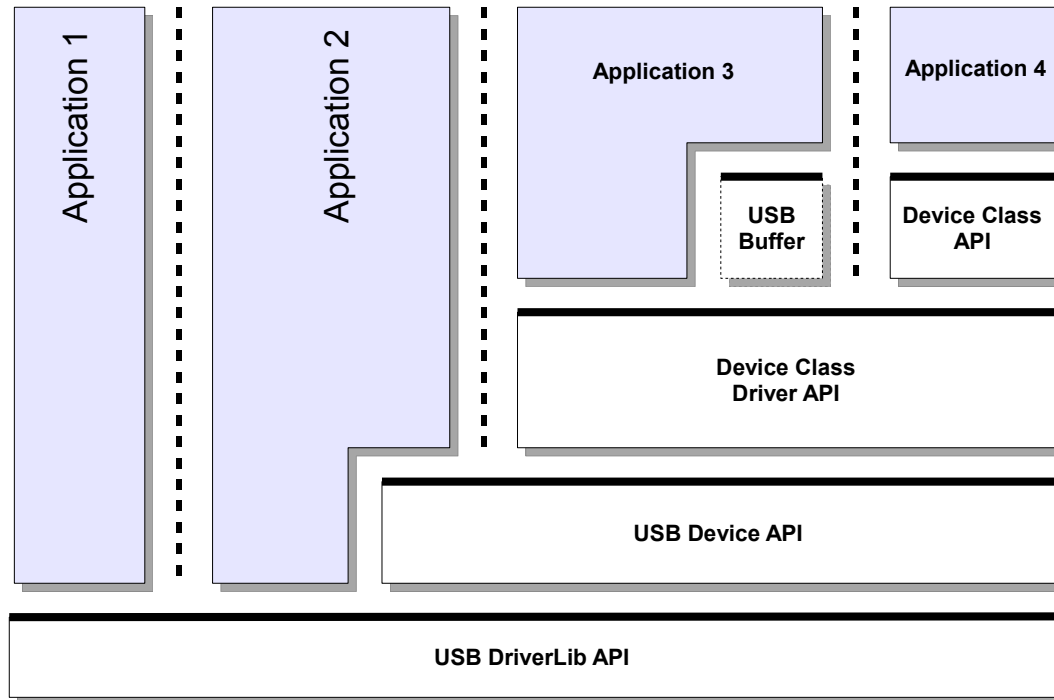 Application 1
Application 2
Application 3
Application 4
USB
Buffer
Device Class
API
Device Class
Driver API
USB Device API
USB DriverLib API